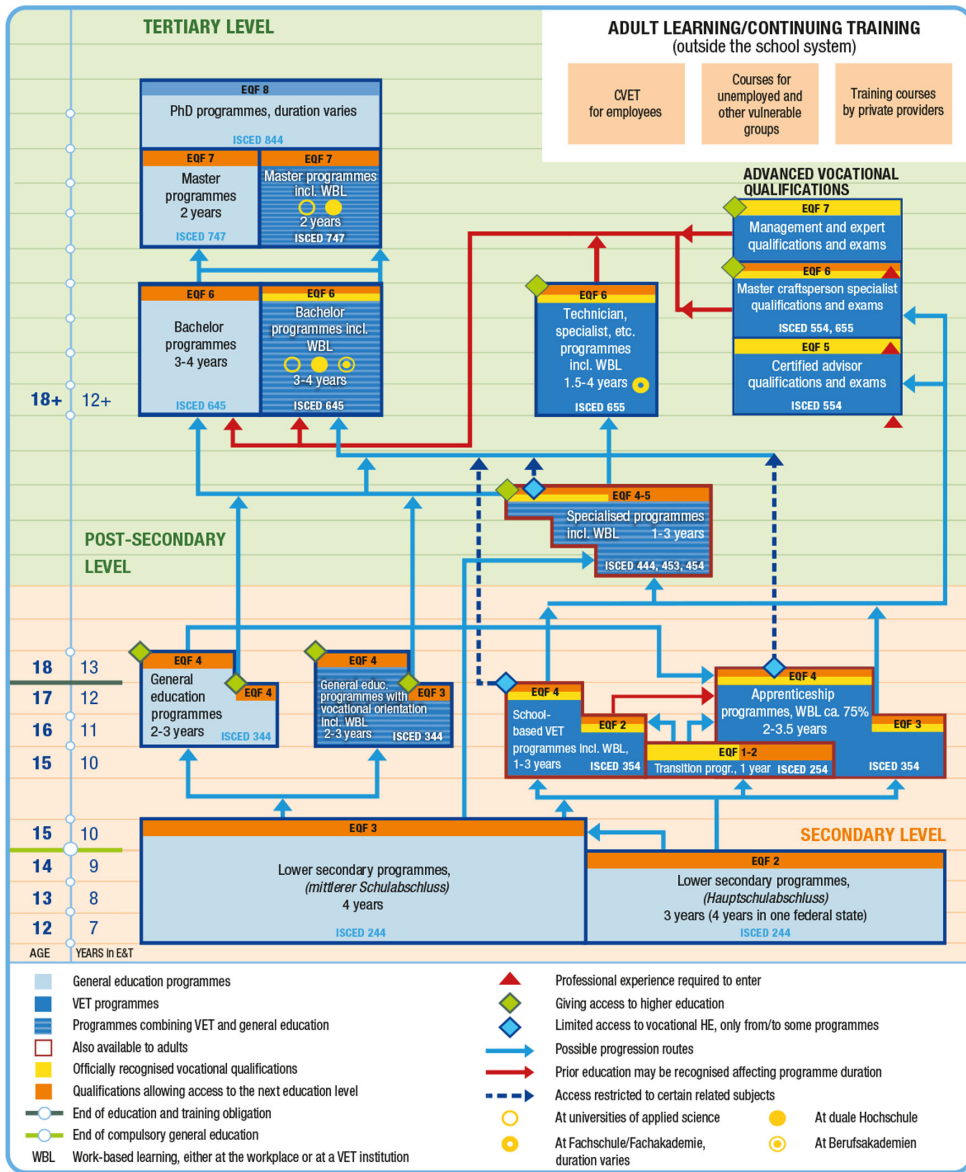 TERTIARY LEVEL
ADULT LEARNING/CONTINUING TRAINING
(outside the school system)
CVET
for employees
Courses for
unemployed and
other vulnerable
groups
Training courses
by private providers
EQF 8
PhD programmes, duration varies
ISCED 844
EQF 7
Master
programmes
2 years
ISCED 747
EQF 7
Master programmes
incl. WBL
2 years
ISCED 747
ADVANCED VOCATIONAL
QUALIFICATIONS
EQF 7
Management and expert
qualifications and exams
EQF 6
Master craftsperson specialist
qualifications and exams
ISCED 554, 655
EQF 5
Certified advisor
qualifications and exams
ISCED 554
EQF 6
Bachelor
programmes
3-4 years
ISCED 645
EQF 6
Bachelor
programmes incl.
WBL
3-4 years
ISCED 645
EQF 6
Technician,
specialist, etc.
programmes
incl. WBL
1.5-4 years
ISCED 655
18+ 12+
POST-SECONDARY
LEVEL
EQF 4-5
Specialised programmes
incl. WBL 1-3 years
ISCED 444, 453, 454
18 13
17 12
16 11
15 10
EQF 4
General
education
programmes
2-3 years
EQF 4
ISCED 344
EQF 4
General educ.
programmes with
vocational orientation
Incl. WBL
2-3 years
EQF 3
ISCED 344
EQF 4
School-
based VET
programmes Incl. WBL,
1-3 years
EQF 2
ISCED 354
EQF 1-2
Transition progr., 1 year ISCED 254
EQF 4
Apprenticeship
programmes, WBL ca. 75%
2-3.5 years
EQF 3
ISCED 354
SECONDARY LEVEL
15 10
14 9
13 8
12 7
AGE YEARS in E&T
EQF 3
Lower secondary programmes,
(mittlerer Schulabschluss)
4 years
ISCED 244
EQF 2
Lower secondary programmes,
(Hauptschulabschluss)
3 years (4 years in one federal state)
ISCED 244
General education programmes
VET programmes
Programmes combining VET and general education
Also available to adults
Officially recognised vocational qualifications
Qualifications allowing access to the next education level
End of education and training obligation
End of compulsory general education
WBL Work-based learning, either at the workplace or at a VET institution
Professional experience required to enter
Giving access to higher education
Limited access to vocational HE, only from/to some programmes
Possible progression routes
Prior education may be recognised affecting programme duration
Access restricted to certain related subjects
At universities of applied science
At duale Hochschule
At Fachschule/Fachakademie,
duration varies
At Berufsakademien